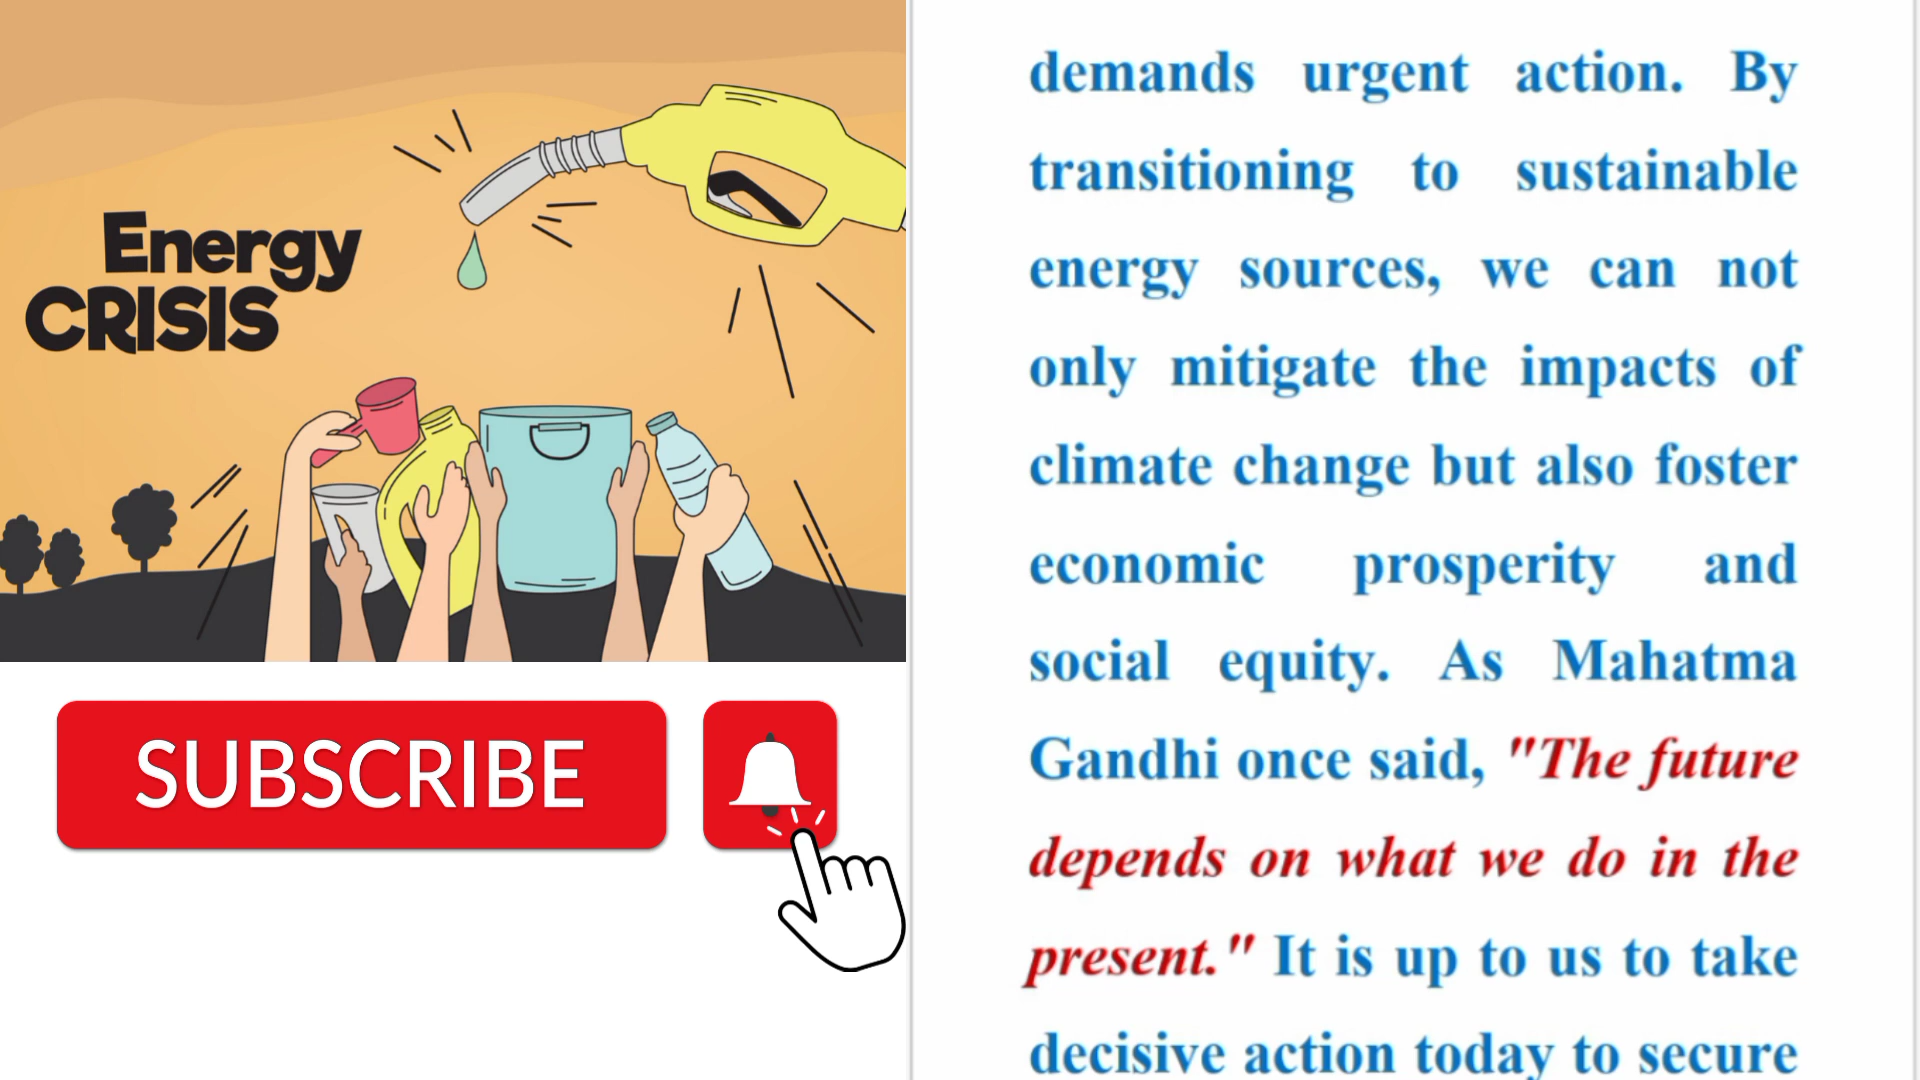 Energy
CRISIS
SUBSCRIBE
demands urgent action. By
transitioning to sustainable
energy sources, we can not
only mitigate the impacts of
climate change but also foster
economic prosperity and
social equity. As Mahatma
Gandhi once said, "The future
depends on what we do in the
present." It is up to us to take
decisive action today to secure